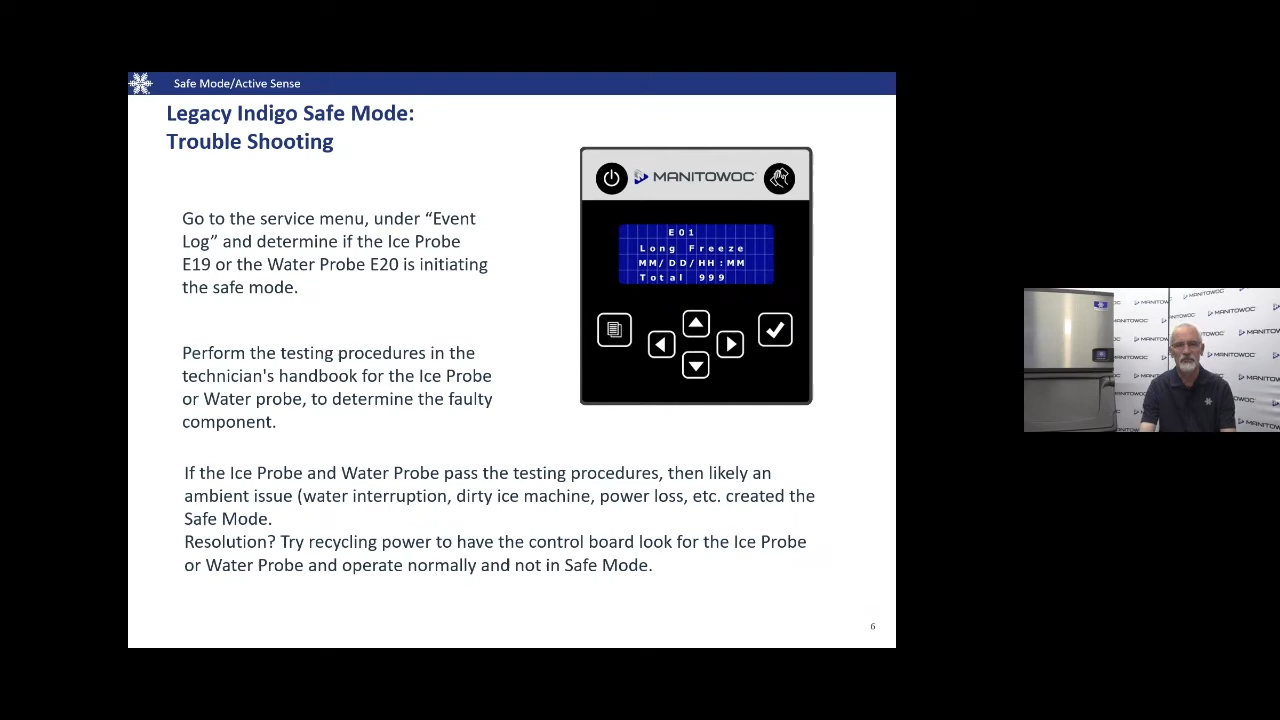 Safe Mode/Active Sense
Legacy Indigo Safe Mode:
Trouble Shooting
MANITOWOC
E01
Long Freeze
MM/DD/HH:MM
Total 999
Go to the service menu, under “Event
Log” and determine if the Ice Probe
E19 or the Water Probe E20 is initiating
the safe mode.
Perform the testing procedures in the
technician's handbook for the Ice Probe
or Water probe, to determine the faulty
component.
If the Ice Probe and Water Probe pass the testing procedures, then likely an
ambient issue (water interruption, dirty ice machine, power loss, etc. created the
Safe Mode.
Resolution? Try recycling power to have the control board look for the Ice Probe
or Water Probe and operate normally and not in Safe Mode.
6
MANITOWOC
MANITOWOC
MANITOWOC
MANITOWOC
MANITOWOC